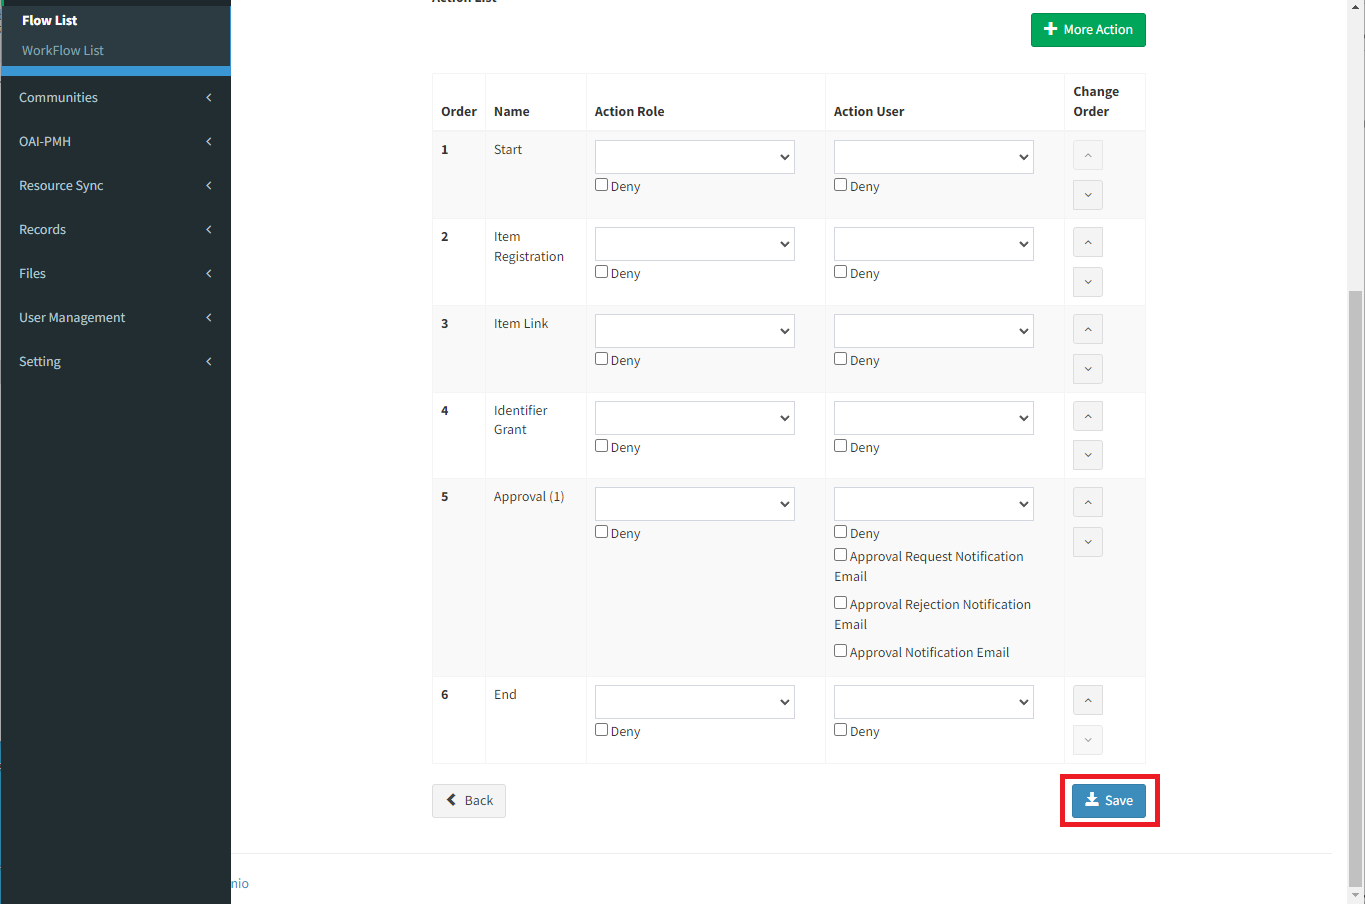 Flow List
WorkFlow List
Communities
OAI-PMH
Resource Sync
Records
Files
User Management
Setting
Action List
More Action
Order Name Action Role Action User Change Order
1 Start
Deny Deny
2 Item Registration
Deny Deny
3 Item Link
Deny Deny
4 Identifier Grant
Deny Deny
5 Approval (1)
Deny Deny
Approval Request Notification
Email
Approval Rejection Notification
Email
Approval Notification Email
6 End
Deny Deny
Back Save
nio